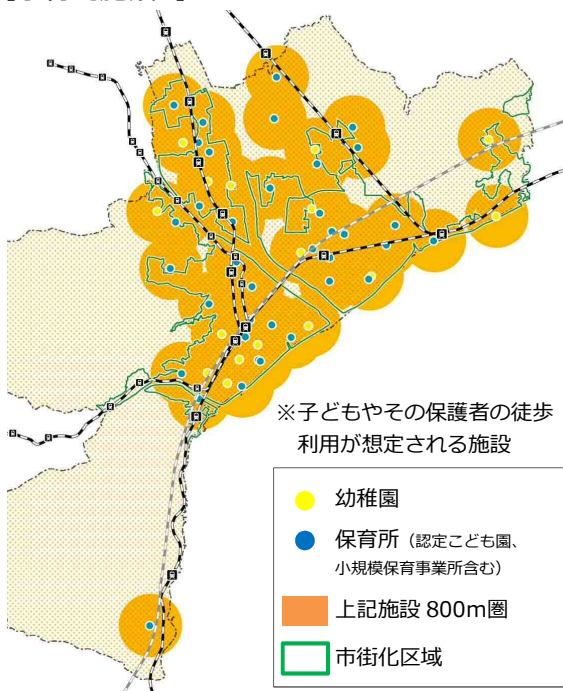 ※子どもやその保護者の徒歩
利用が想定される施設
幼稚園
保育所（認定こども園、
小規模保育事業所含む）
上記施設 800m圏
市街化区域